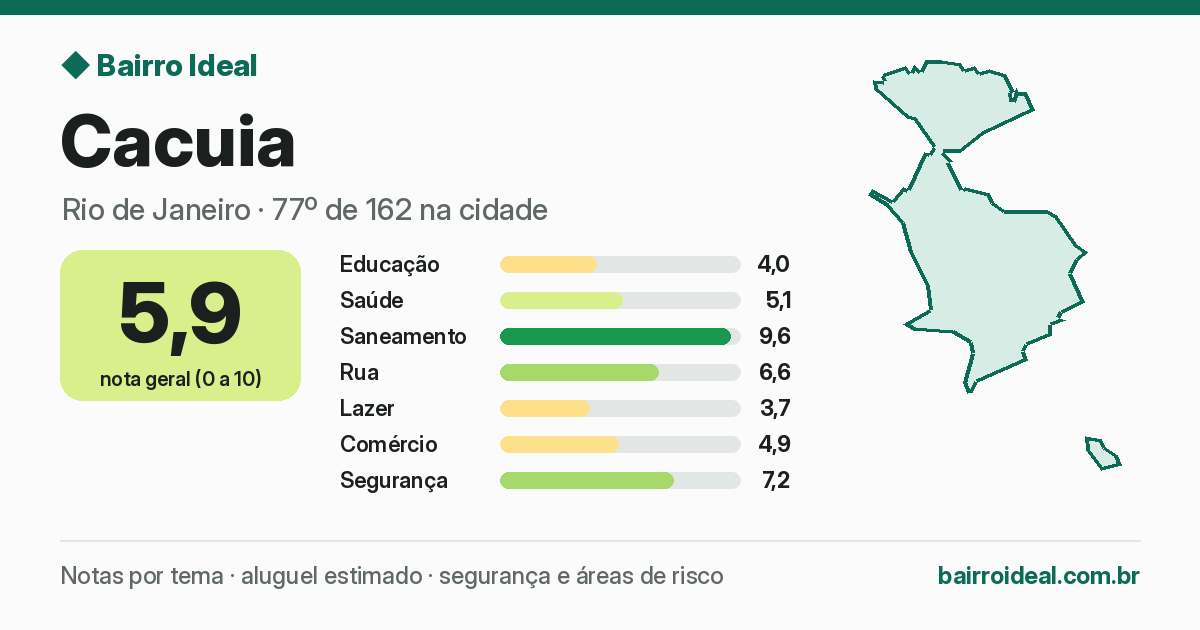 Bairro Ideal
Cacuia
Rio de Janeiro · 77º de 162 na cidade
5,9
nota geral (0 a 10)
Educação 4,0
Saúde 5,1
Saneamento 9,6
Rua 6,6
Lazer 3,7
Comércio 4,9
Segurança 7,2
Notas por tema · aluguel estimado · segurança e áreas de risco
bairroideal.com.br